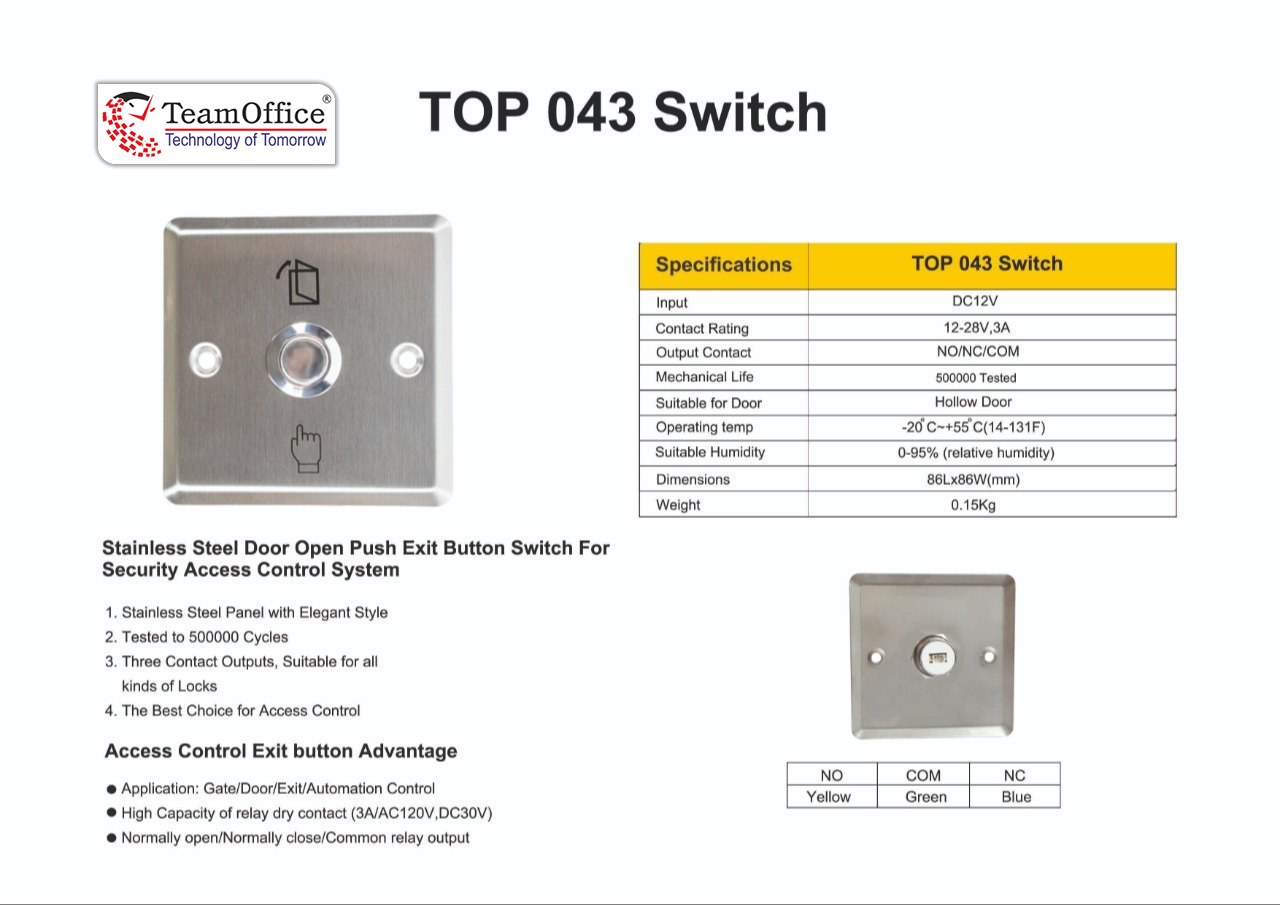 TeamOffice®
Technology of Tomorrow
TOP 043 Switch
Specifications TOP 043 Switch
Input DC12V
Contact Rating 12-28V,3A
Output Contact NO/NC/COM
Mechanical Life 500000 Tested
Suitable for Door Hollow Door
Operating temp -20°C~+55°C(14-131F)
Suitable Humidity 0-95% (relative humidity)
Dimensions 86Lx86W(mm)
Weight 0.15Kg
Stainless Steel Door Open Push Exit Button Switch For
Security Access Control System
1. Stainless Steel Panel with Elegant Style
2. Tested to 500000 Cycles
3. Three Contact Outputs, Suitable for all
kinds of Locks
4. The Best Choice for Access Control
Access Control Exit button Advantage
● Application: Gate/Door/Exit/Automation Control
● High Capacity of relay dry contact (3A/AC120V,DC30V)
● Normally open/Normally close/Common relay output
NO COM NC
Yellow Green Blue